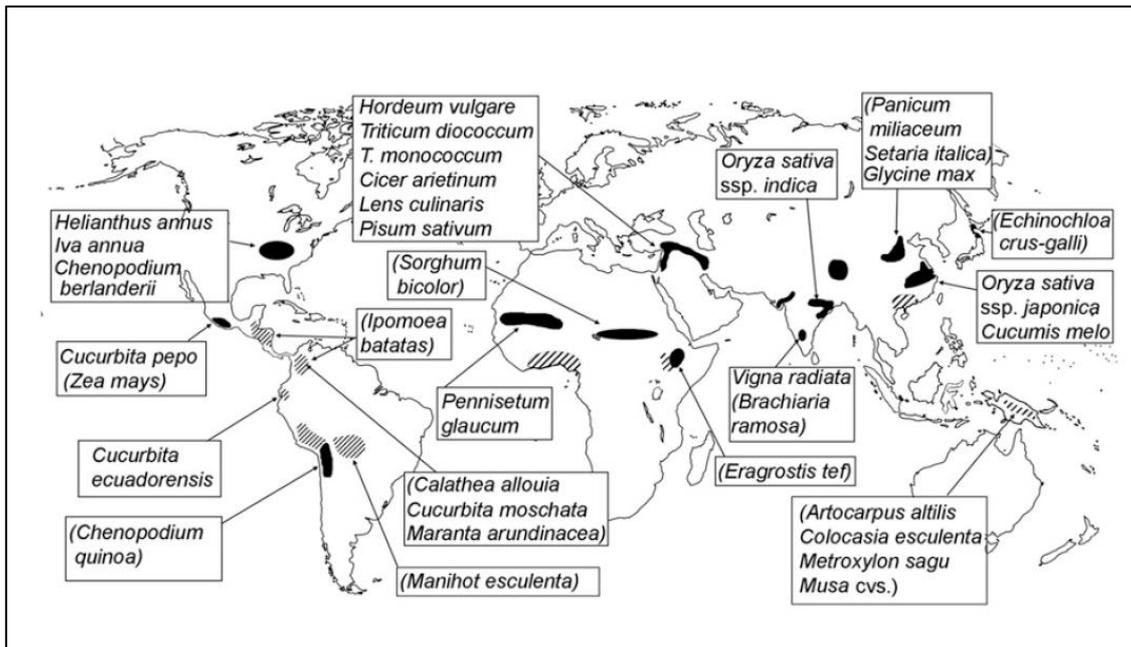 Hordeum vulgare
Triticum diococcum
T. monococcum
Cicer arietinum
Lens culinaris
Pisum sativum
(Panicum
miliaceum
Setaria italica)
Glycine max
Oryza sativa
ssp. indica
Helianthus annus
Iva annua
Chenopodium
berlanderii
(Echinochloa
crus-galli)
(Sorghum
bicolor)
Oryza sativa
ssp. japonica
Cucumis melo
(Ipomoea
batatas)
Cucurbita pepo
(Zea mays)
Pennisetum
glaucum
Vigna radiata
(Brachiaria
ramosa)
Cucurbita
ecuadorensis
(Eragrostis tef)
(Calathea allouia
Cucurbita moschata
Maranta arundinacea)
(Artocarpus altilis
Colocasia esculenta
Metroxylon sagu
Musa cvs.)
(Chenopodium
quinoa)
(Manihot esculenta)